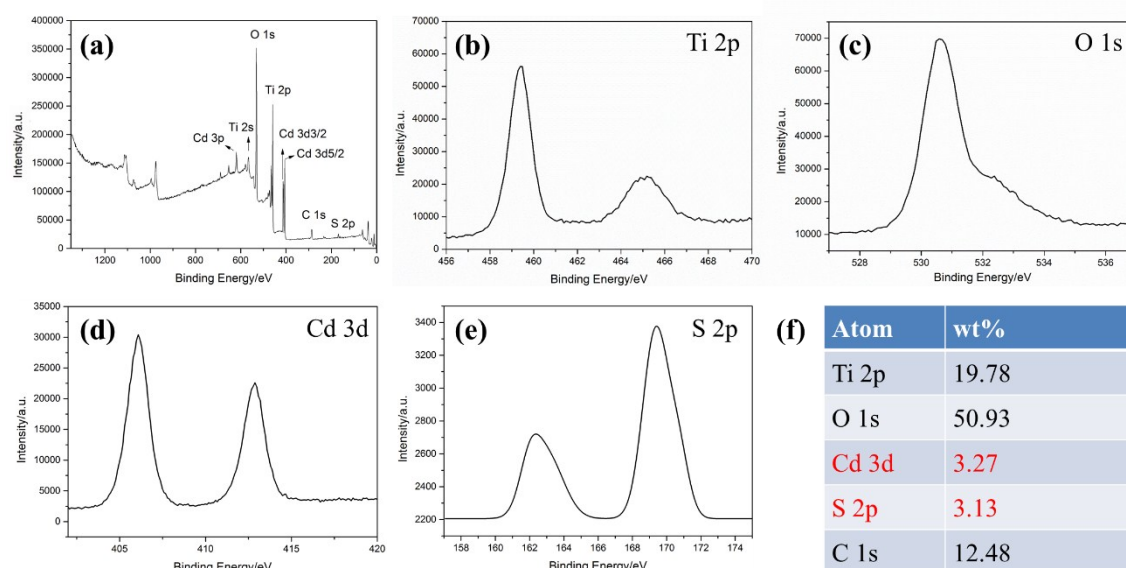 (a)
400000
350000
300000
250000
200000
150000
100000
50000
0
Intensity/a.u.
O 1s
Ti 2p
Ti 2s
Cd 3p
Cd 3d3/2
Cd 3d5/2
C 1s
S 2p
1200 1000 800 600 400 200 0
Binding Energy/eV
(b)
Ti 2p
70000
60000
50000
40000
30000
20000
10000
0
Intensity/a.u.
456 458 460 462 464 466 468 470
Binding Energy/eV
(c)
O 1s
70000
60000
50000
40000
30000
20000
10000
Intensity/a.u.
528 530 532 534 536
Binding Energy/eV
(d)
Cd 3d
35000
30000
25000
20000
15000
10000
5000
0
Intensity/a.u.
405 410 415 420
Binding Energy/eV
(e)
S 2p
3400
3200
3000
2800
2600
2400
2200
Intensity/a.u.
158 160 162 164 166 168 170 172 174
Binding Energy/eV
(f)
Atom wt%
Ti 2p 19.78
O 1s 50.93
Cd 3d 3.27
S 2p 3.13
C 1s 12.48